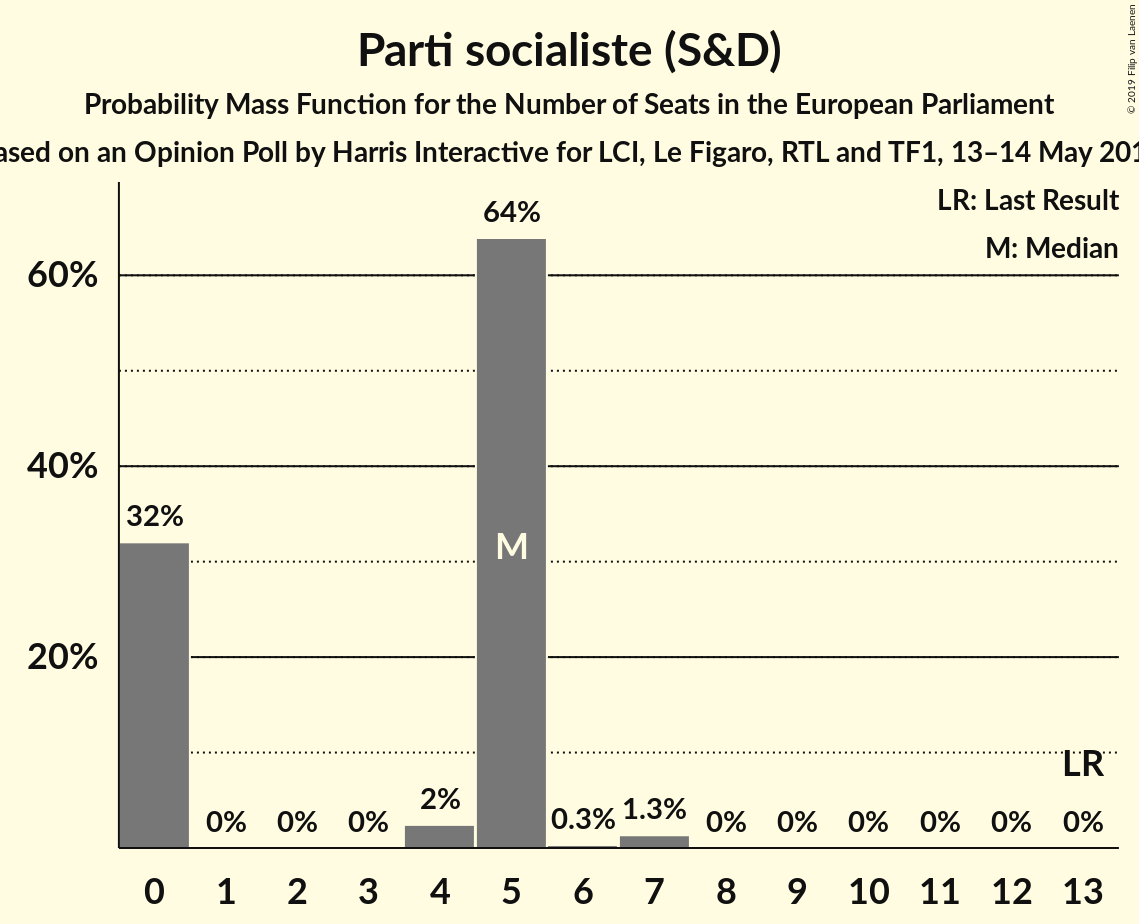 Parti socialiste (S&D)
Probability Mass Function for the Number of Seats in the European Parliament
ased on an Opinion Poll by Harris Interactive for LCI, Le Figaro, RTL and TF1, 13–14 May 201
© 2019 Filip van Laenen
LR: Last Result
M: Median
60%
40%
20%
32%
0%
0%
0%
2%
64%
M
0.3%
1.3%
0%
0%
0%
0%
0%
LR
0%
0 1 2 3 4 5 6 7 8 9 10 11 12 13